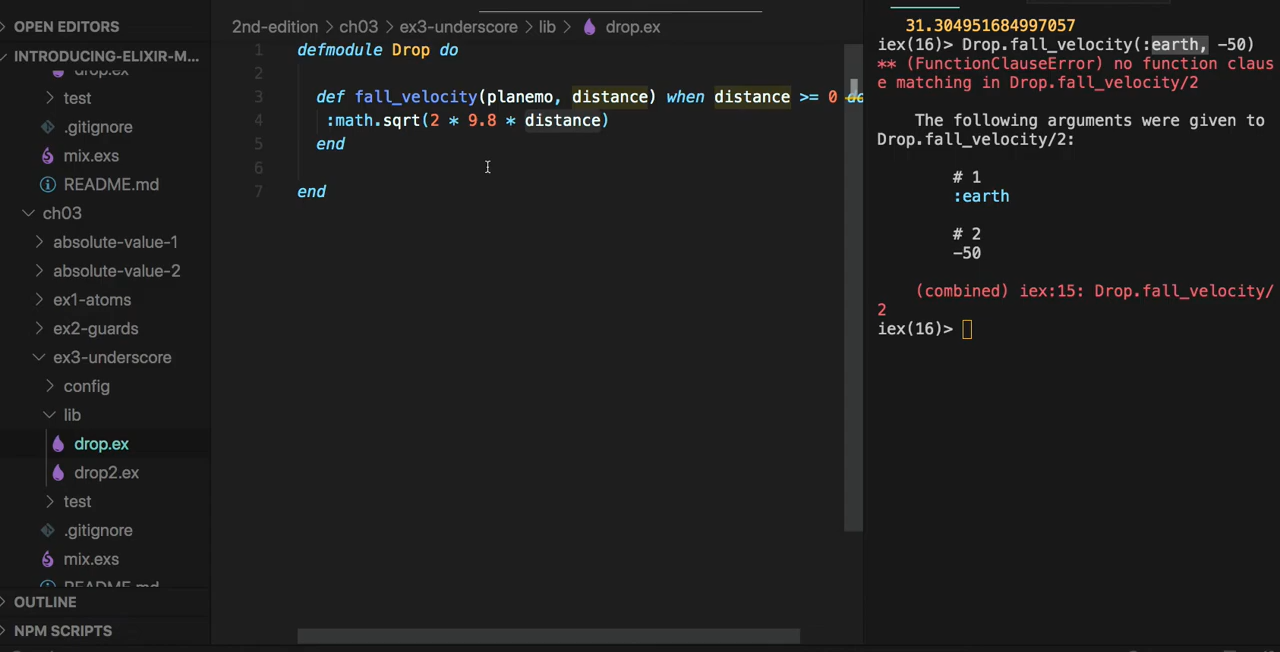 OPEN EDITORS
INTRODUCING-ELIXIR-M...
drop.ex
test
.gitignore
mix.exs
README.md
ch03
absolute-value-1
absolute-value-2
ex1-atoms
ex2-guards
ex3-underscore
config
lib
drop.ex
drop2.ex
test
.gitignore
mix.exs
README.md
OUTLINE
NPM SCRIPTS
2nd-edition > ch03 > ex3-underscore > lib > drop.ex
1 defmodule Drop do
2
3 def fall_velocity(planemo, distance) when distance >= 0 do
4 :math.sqrt(2 * 9.8 * distance)
5 end
6
7 end
31.304951684997057
iex(16)> Drop.fall_velocity(:earth, -50)
** (FunctionClauseError) no function claus
e matching in Drop.fall_velocity/2
The following arguments were given to
Drop.fall_velocity/2:
# 1
:earth
# 2
-50
(combined) iex:15: Drop.fall_velocity/
2
iex(16)>